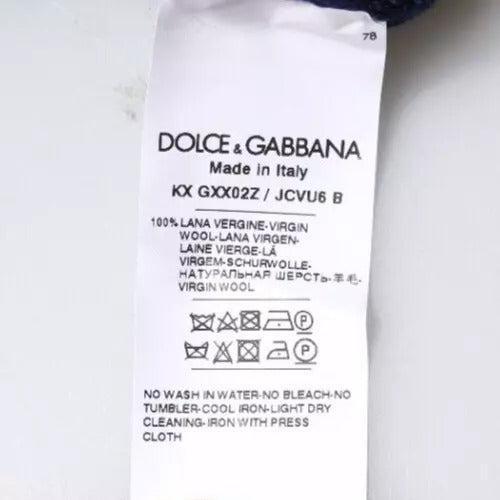 78
DOLCE & GABBANA
Made in Italy
KX GXX02Z / JCVU6 B
100% LANA VERGINE-VIRGIN
WOOL-LANA VIRGEN-
LAINE VIERGE-LÃ
VIRGEM-SCHURWOLLE-
НАТУРАЛЬНАЯ ШЕРСТЬ-羊毛-
VIRGIN WOOL
P
P
NO WASH IN WATER-NO BLEACH-NO
TUMBLER-COOL IRON-LIGHT DRY
CLEANING-IRON WITH PRESS
CLOTH